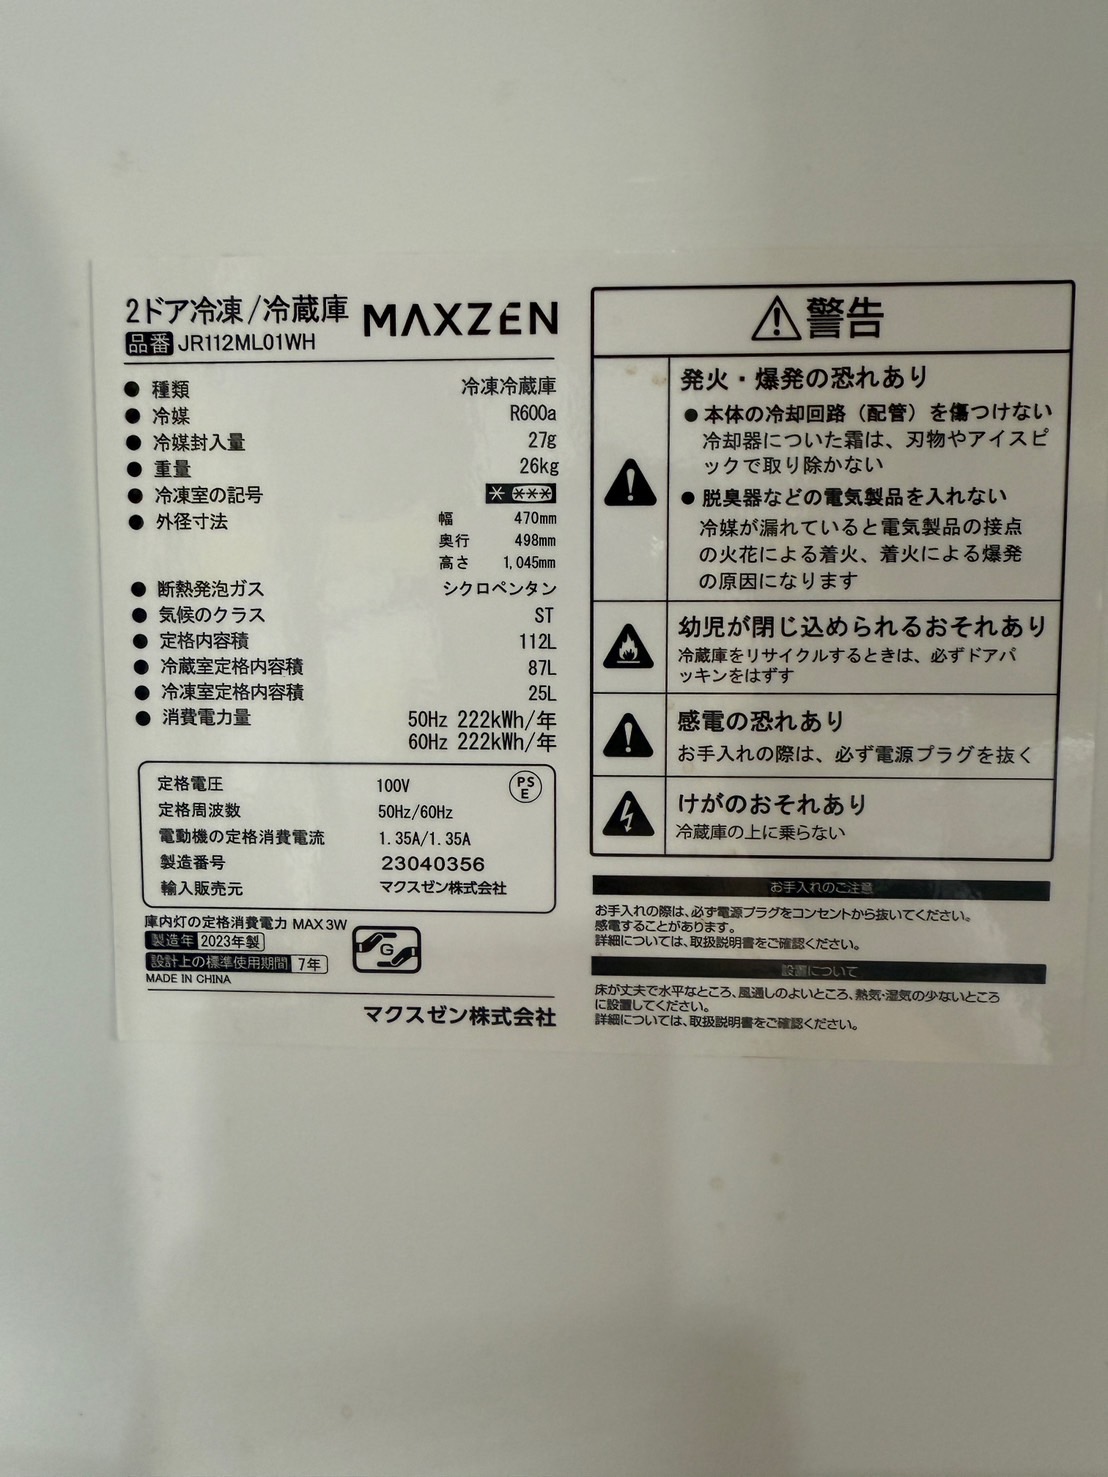 2ドア冷凍/冷蔵庫 MAXZEN
品番 JR112ML01WH
● 種類 冷凍冷蔵庫
● 冷媒 R600a
● 冷媒封入量 27g
● 重量 26kg
● 冷凍室の記号 * ***
● 外径寸法 幅 470mm
奥行 498mm
高さ 1,045mm
● 断熱発泡ガス シクロペンタン
● 気候のクラス ST
● 定格内容積 112L
● 冷蔵室定格内容積 87L
● 冷凍室定格内容積 25L
● 消費電力量 50Hz 222kWh/年
60Hz 222kWh/年
定格電圧 100V
PS
E
定格周波数 50Hz/60Hz
電動機の定格消費電流 1.35A/1.35A
製造番号 23040356
輸入販売元 マクスゼン株式会社
庫内灯の定格消費電力 MAX 3W
製造年 2023年製
G
設計上の標準使用期間 7年
MADE IN CHINA
マクスゼン株式会社
警告
発火・爆発の恐れあり
● 本体の冷却回路（配管）を傷つけない
冷却器についた霜は、刃物やアイスピ
ックで取り除かない
● 脱臭器などの電気製品を入れない
冷媒が漏れていると電気製品の接点
の火花による着火、着火による爆発
の原因になります
幼児が閉じ込められるおそれあり
冷蔵庫をリサイクルするときは、必ずドアパ
ッキンをはずす
感電の恐れあり
お手入れの際は、必ず電源プラグを抜く
けがのおそれあり
冷蔵庫の上に乗らない
お手入れのご注意
お手入れの際は、必ず電源プラグをコンセントから抜いてください。
感電することがあります。
詳細については、取扱説明書をご確認ください。
設置について
床が丈夫で水平なところ、風通しのよいところ、熱気・湿気の少ないところ
に設置してください。
詳細については、取扱説明書をご確認ください。